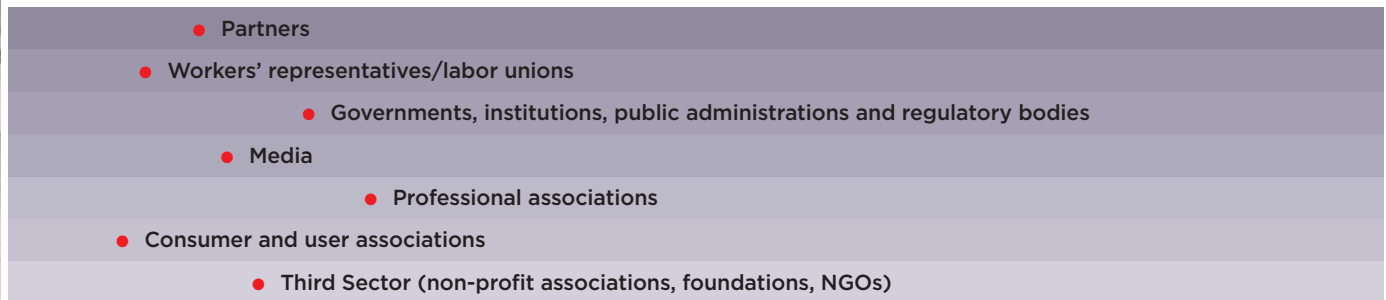 Partners
Workers' representatives/labor unions
Governments, institutions, public administrations and regulatory bodies
Media
Professional associations
Consumer and user associations
Third Sector (non-profit associations, foundations, NGOs)